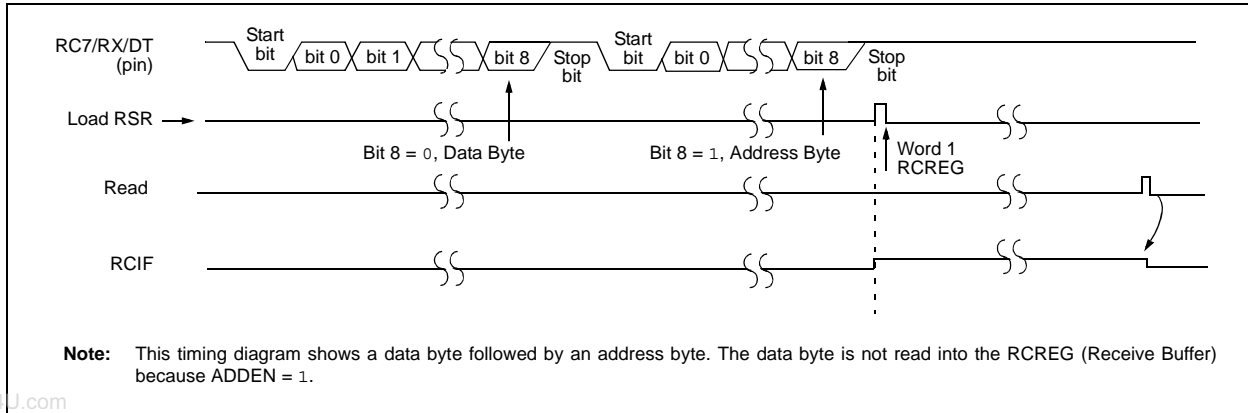 RC7/RX/DT
(pin)
Start
bit
bit 0
bit 1
bit 8
Stop
bit
Start
bit
bit 0
bit 8
Stop
bit
Load RSR
Bit 8 = 0, Data Byte
Bit 8 = 1, Address Byte
Word 1
RCREG
Read
RCIF
Note: This timing diagram shows a data byte followed by an address byte. The data byte is not read into the RCREG (Receive Buffer)
because ADDEN = 1.
U.com